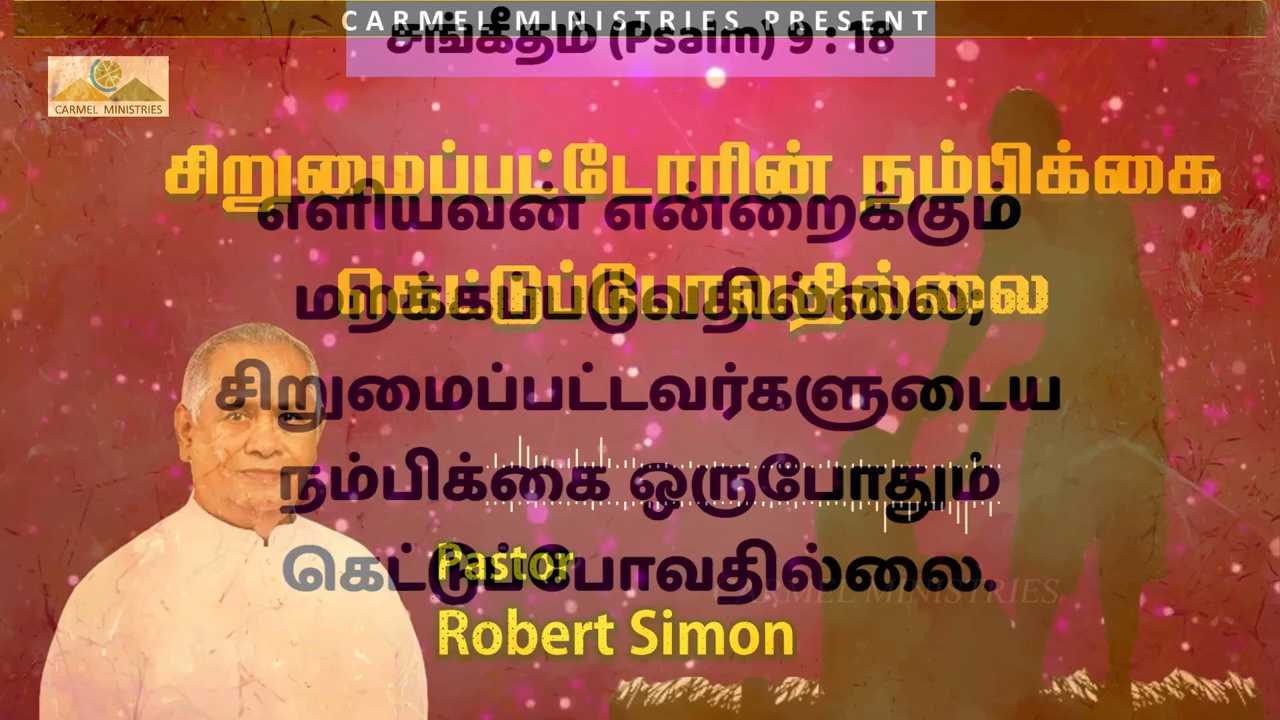 CARMEL MINISTRIES PRESENT
சங்கீதம் (Psalm) 9 : 18
CARMEL MINISTRIES
சிறுமைப்பட்டோரின் நம்பிக்கை
எளியவன் என்றைக்கும்
கெட்டுப்போவதில்லை
மறக்கப்படுவதில்லை;
சிறுமைப்பட்டவர்களுடைய
நம்பிக்கை ஒருபோதும்
கெட்டுப்போவதில்லை.
Pastor
CARMEL MINISTRIES
Robert Simon